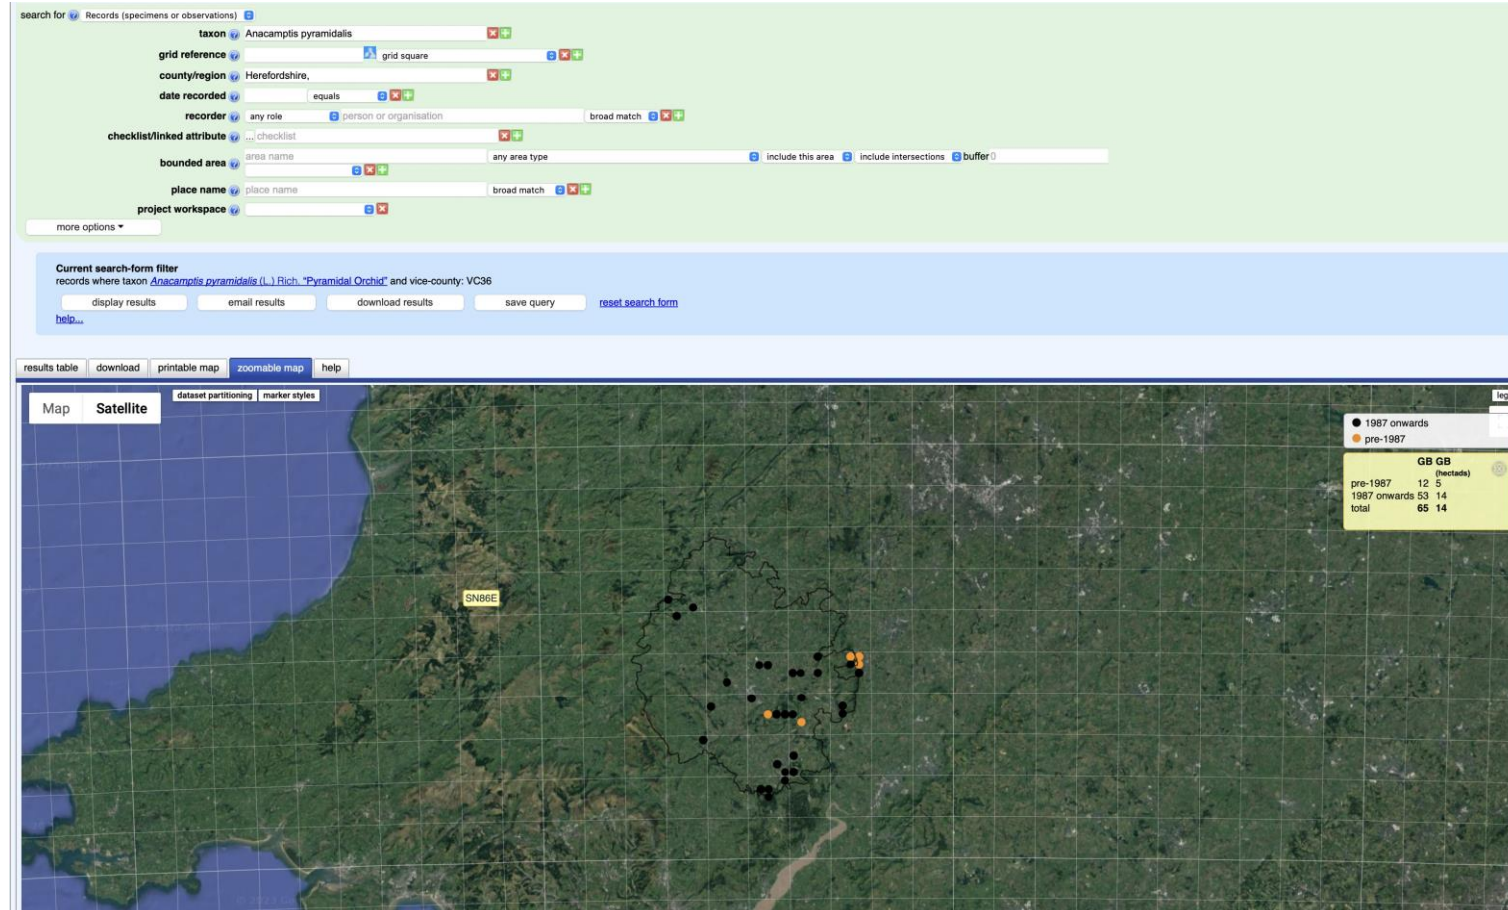 search for Records (specimens or observations)
taxon Anacamptis pyramidalis
grid reference grid square
county/region Herefordshire,
date recorded equals
recorder any role person or organisation broad match
checklist/linked attribute ... checklist
bounded area area name any area type include this area include intersections buffer 0
place name place name broad match
project workspace
more options
Current search-form filter
records where taxon Anacamptis pyramidalis (L.) Rich. "Pyramidal Orchid" and vice-county: VC36
display results email results download results save query reset search form
help...
results table download printable map zoomable map help
Map Satellite dataset partitioning marker styles leg
1987 onwards
pre-1987
GB GB
(hectads)
pre-1987 12 5
1987 onwards 53 14
total 65 14
SN86E